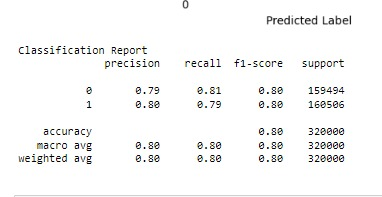 0
Predicted Label
Classification Report
precision recall f1-score support
0 0.79 0.81 0.80 159494
1 0.80 0.79 0.80 160506
accuracy 0.80 320000
macro avg 0.80 0.80 0.80 320000
weighted avg 0.80 0.80 0.80 320000